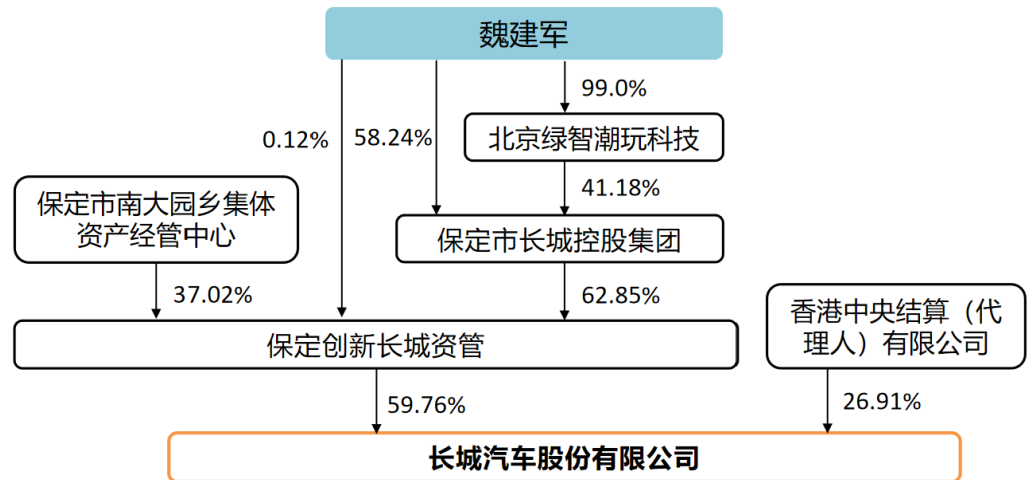 魏建军
99.0%
0.12%
58.24%
北京绿智潮玩科技
41.18%
保定市南大园乡集体
资产经管中心
保定市长城控股集团
37.02%
62.85%
香港中央结算（代
理人）有限公司
保定创新长城资管
59.76%
26.91%
长城汽车股份有限公司